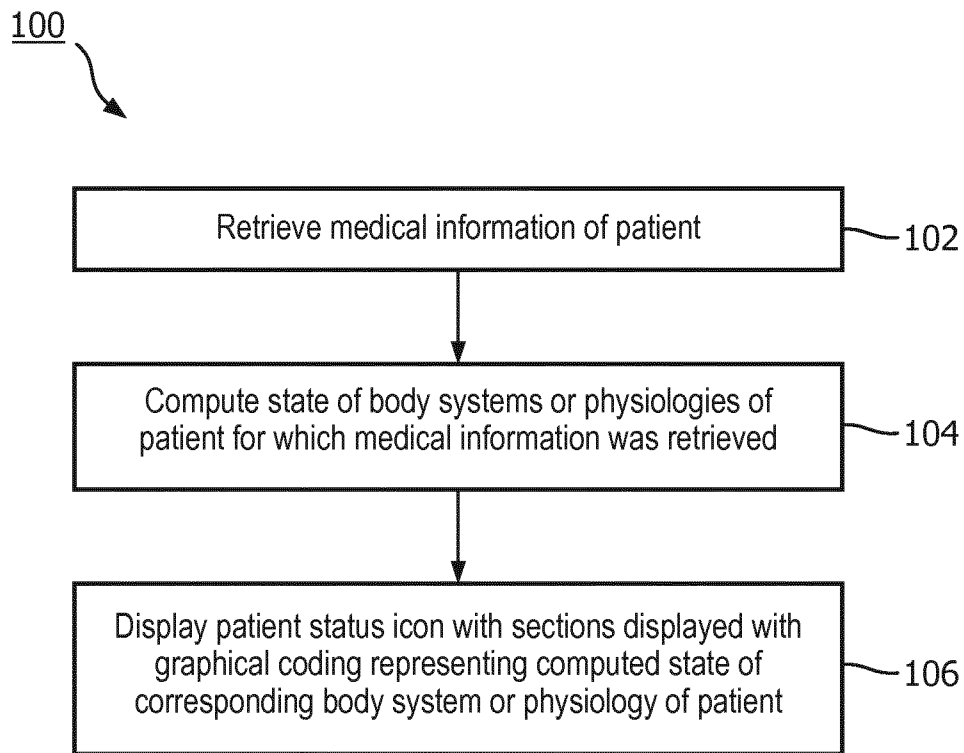 100
Retrieve medical information of patient
102
Compute state of body systems or physiologies of
patient for which medical information was retrieved
104
Display patient status icon with sections displayed with
graphical coding representing computed state of
corresponding body system or physiology of patient
106